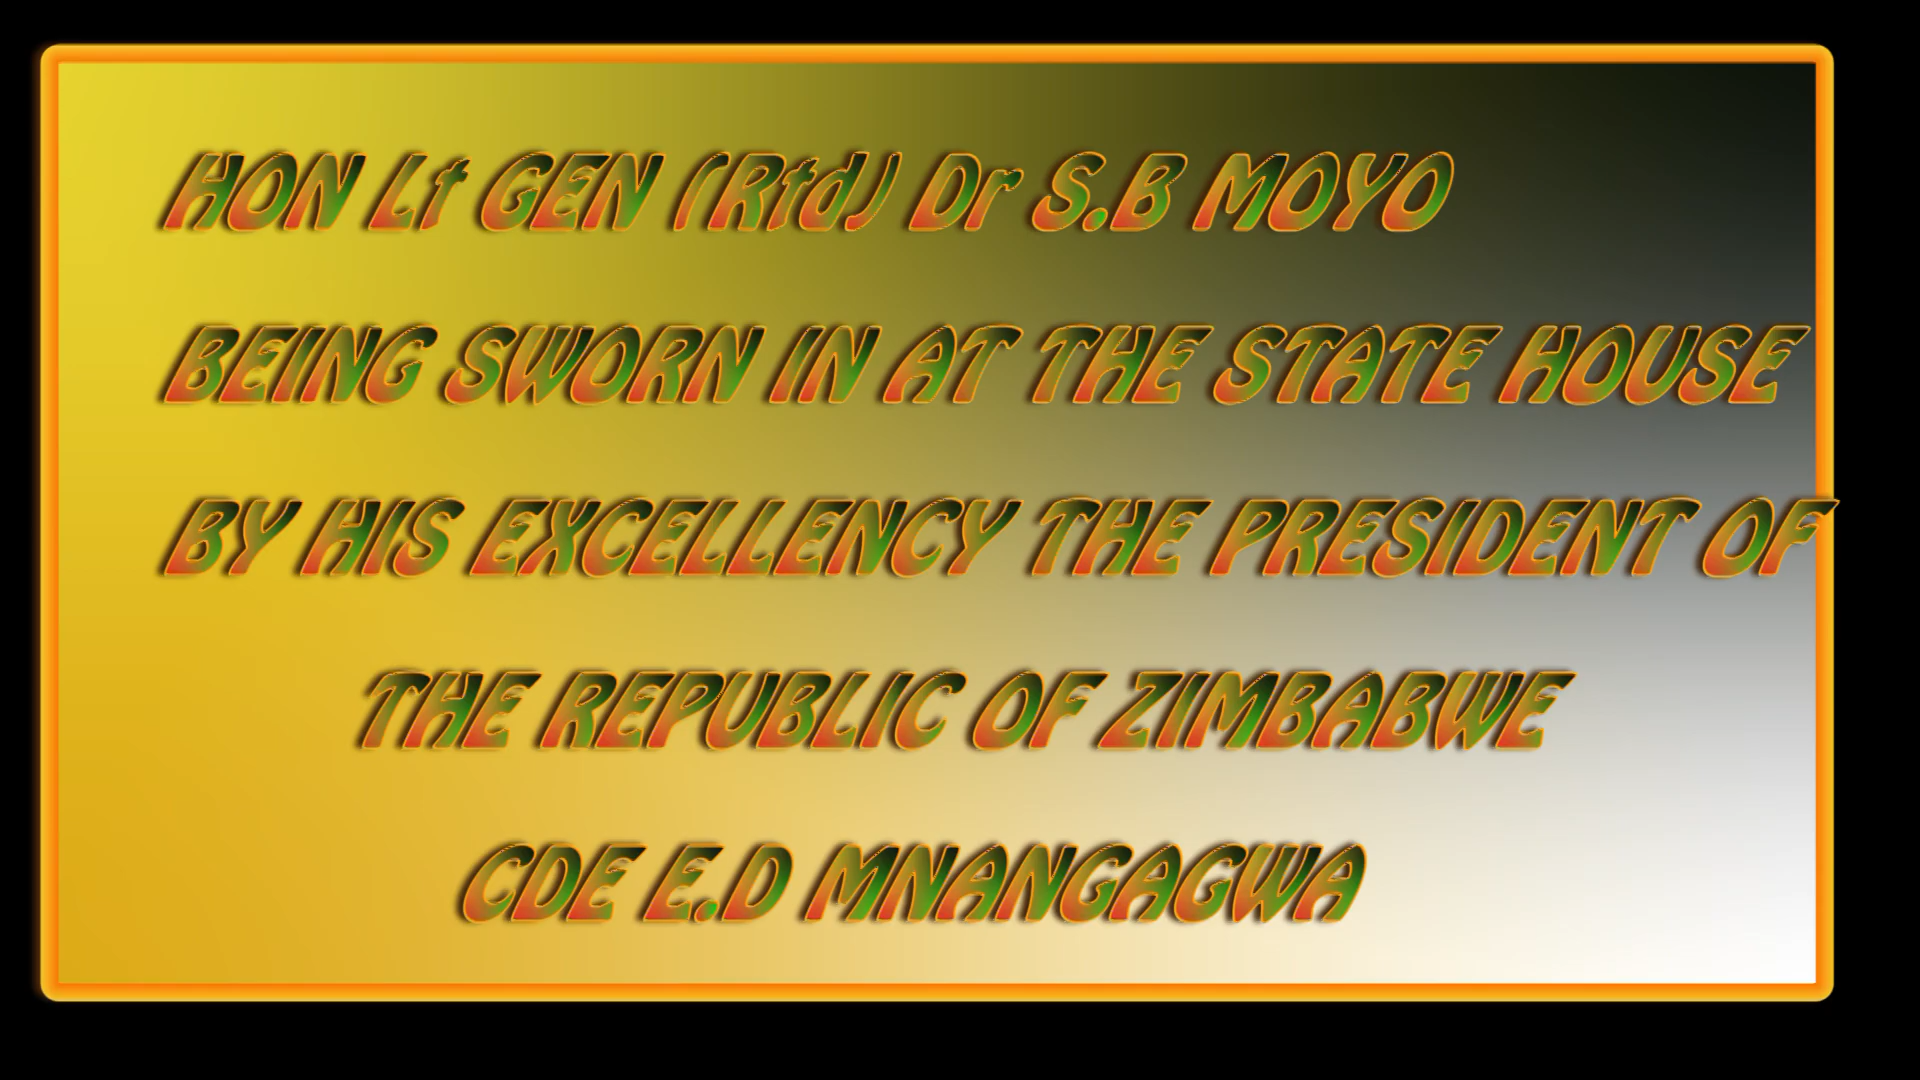 HON Lt GEN (Rtd) Dr S.B MOYO
BEING SWORN IN AT THE STATE HOUSE
BY HIS EXCELLENCY THE PRESIDENT OF
THE REPUBLIC OF ZIMBABWE
CDE E.D MNANGAGWA